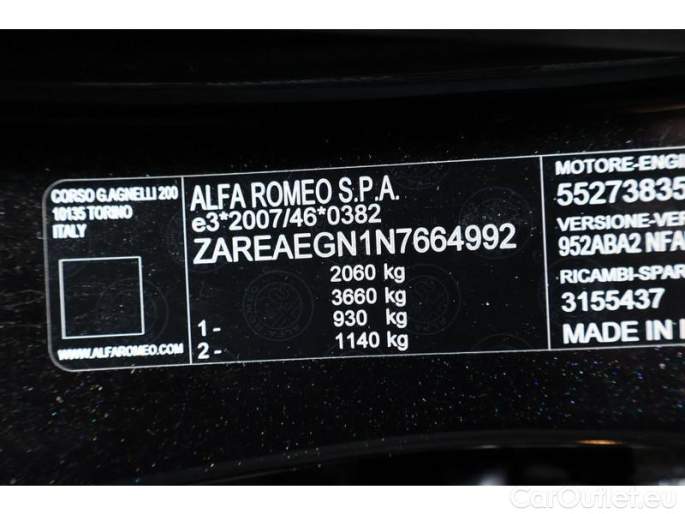 CORSO G.AGNELLI 200
10135 TORINO
ITALY
WWW.ALFAROMEO.COM
ALFA ROMEO S.P.A.
e3*2007/46*0382
ZAREAEGN1N7664992
2060 kg
3660 kg
1- 930 kg
2- 1140 kg
MOTORE-ENGI
55273835
VERSIONE-VER
952ABA2 NFA
RICAMBI-SPAR
3155437
MADE IN
CarOutlet.eu